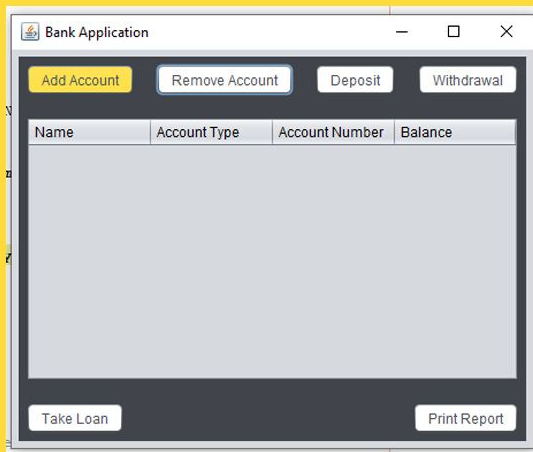 Bank Application
Add Account Remove Account Deposit Withdrawal
Name Account Type Account Number Balance
Take Loan Print Report